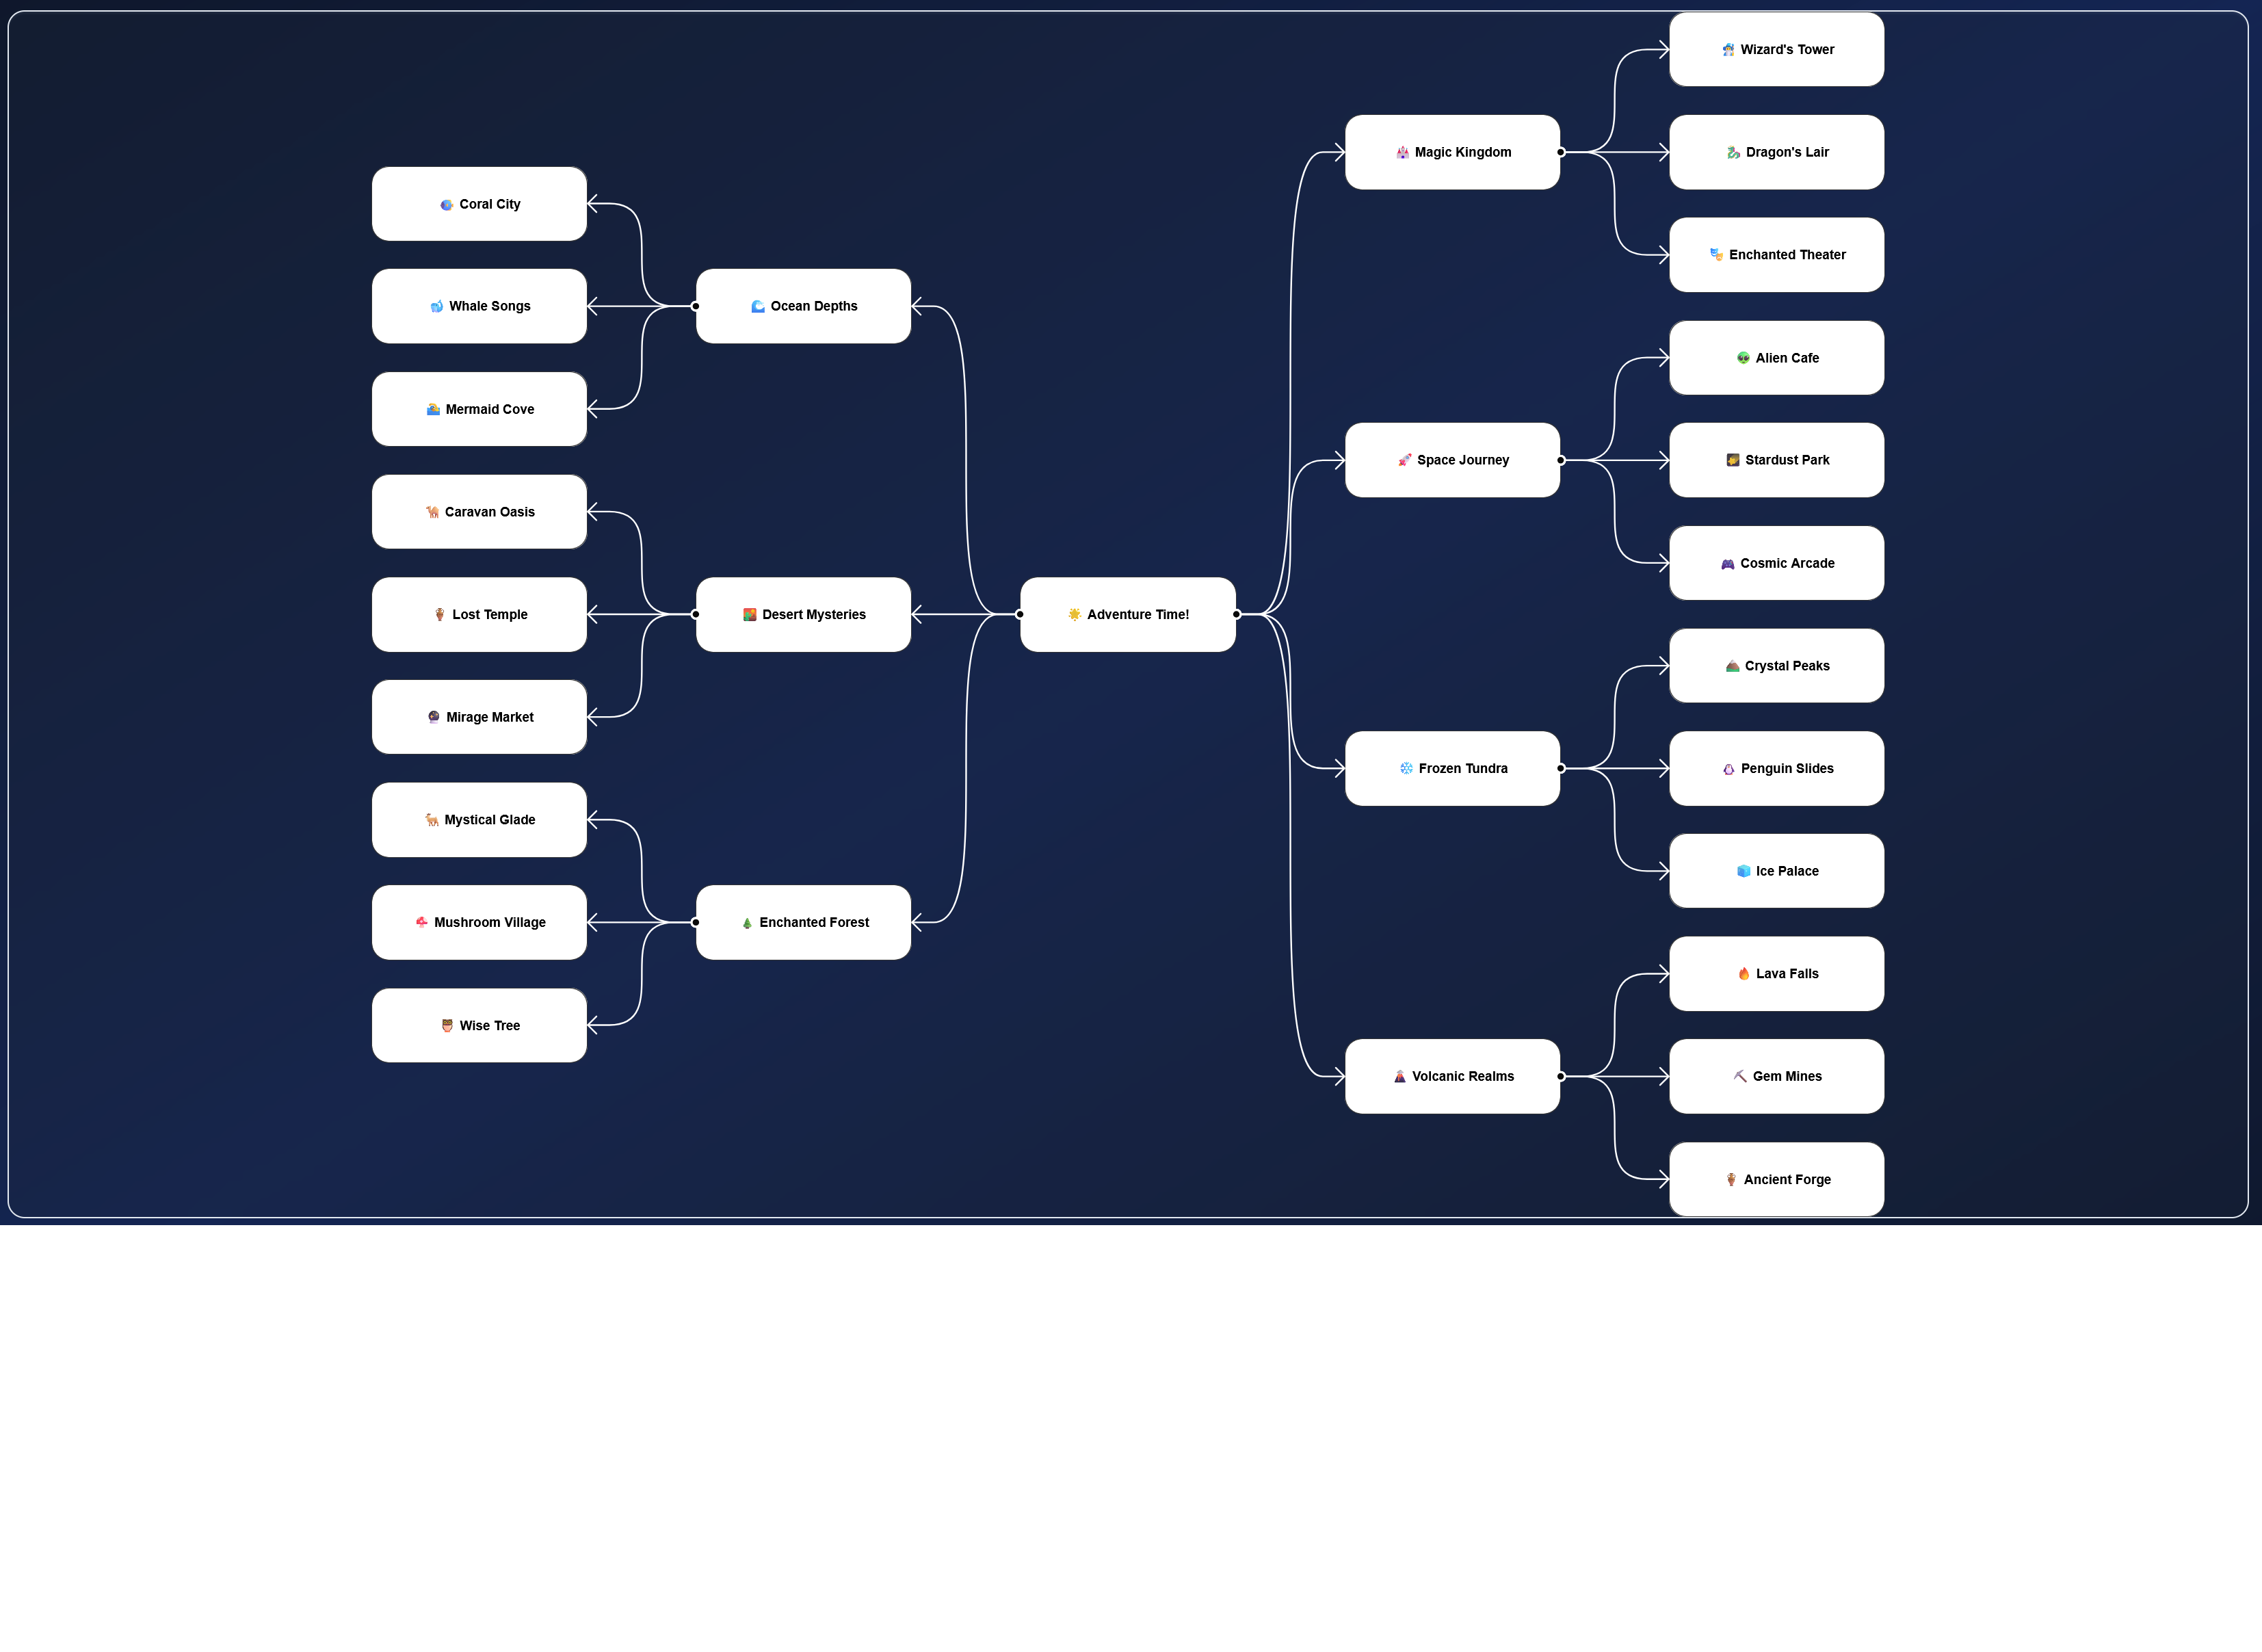 🧙‍♂️ Wizard's Tower
🏰 Magic Kingdom
🐉 Dragon's Lair
🎭 Enchanted Theater
👽 Alien Cafe
🚀 Space Journey
🌠 Stardust Park
🎮 Cosmic Arcade
🐠 Coral City
🌊 Ocean Depths
🐋 Whale Songs
🧜‍♀️ Mermaid Cove
🐪 Caravan Oasis
🏜️ Desert Mysteries
🏺 Lost Temple
🔮 Mirage Market
🌟 Adventure Time!
🏔️ Crystal Peaks
❄️ Frozen Tundra
🐧 Penguin Slides
🧊 Ice Palace
🦌 Mystical Glade
🌲 Enchanted Forest
🍄 Mushroom Village
🦉 Wise Tree
🔥 Lava Falls
🌋 Volcanic Realms
⛏️ Gem Mines
🏺 Ancient Forge